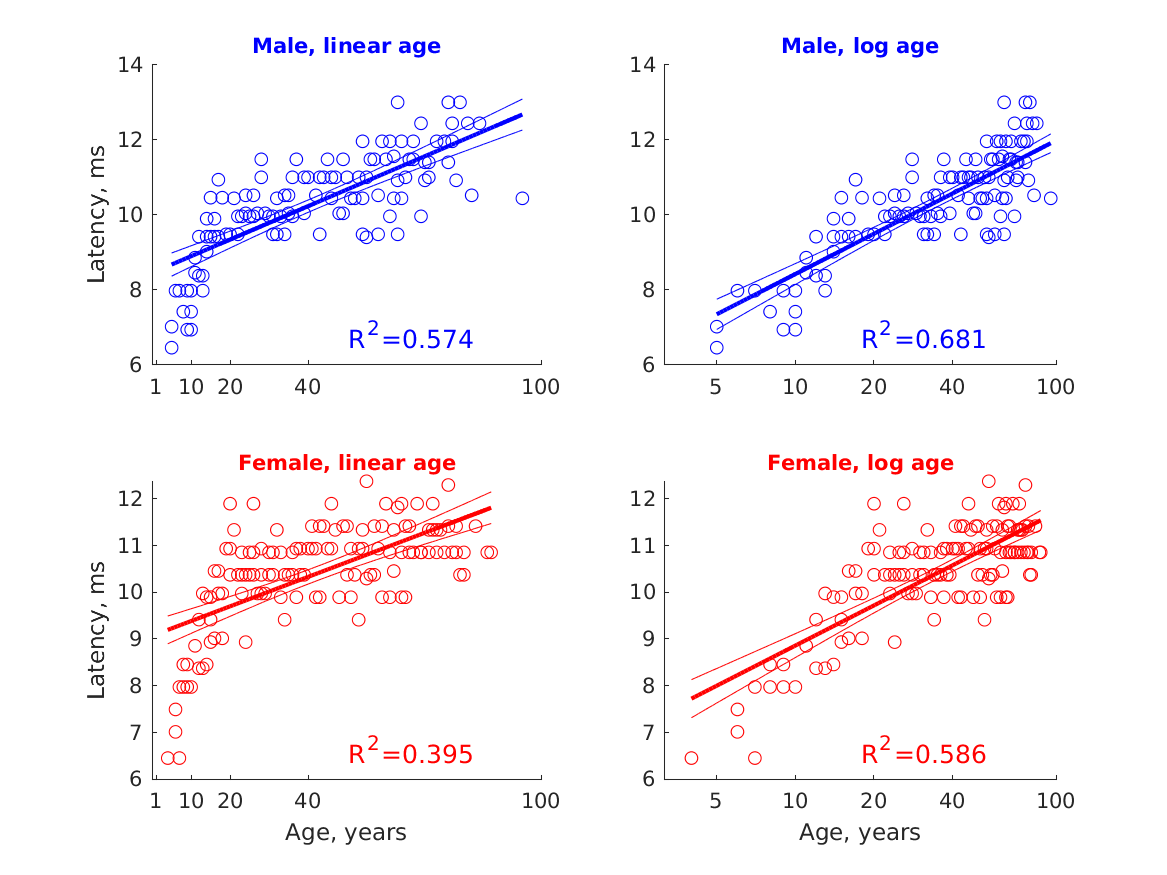 Male, linear age
14
12
10
8
6
Latency, ms
R2=0.574
1 10 20 40 100
Male, log age
14
12
10
8
6
R2=0.681
5 10 20 40 100
Female, linear age
12
11
10
9
8
7
6
Latency, ms
R2=0.395
1 10 20 40 100
Age, years
Female, log age
12
11
10
9
8
7
6
R2=0.586
5 10 20 40 100
Age, years